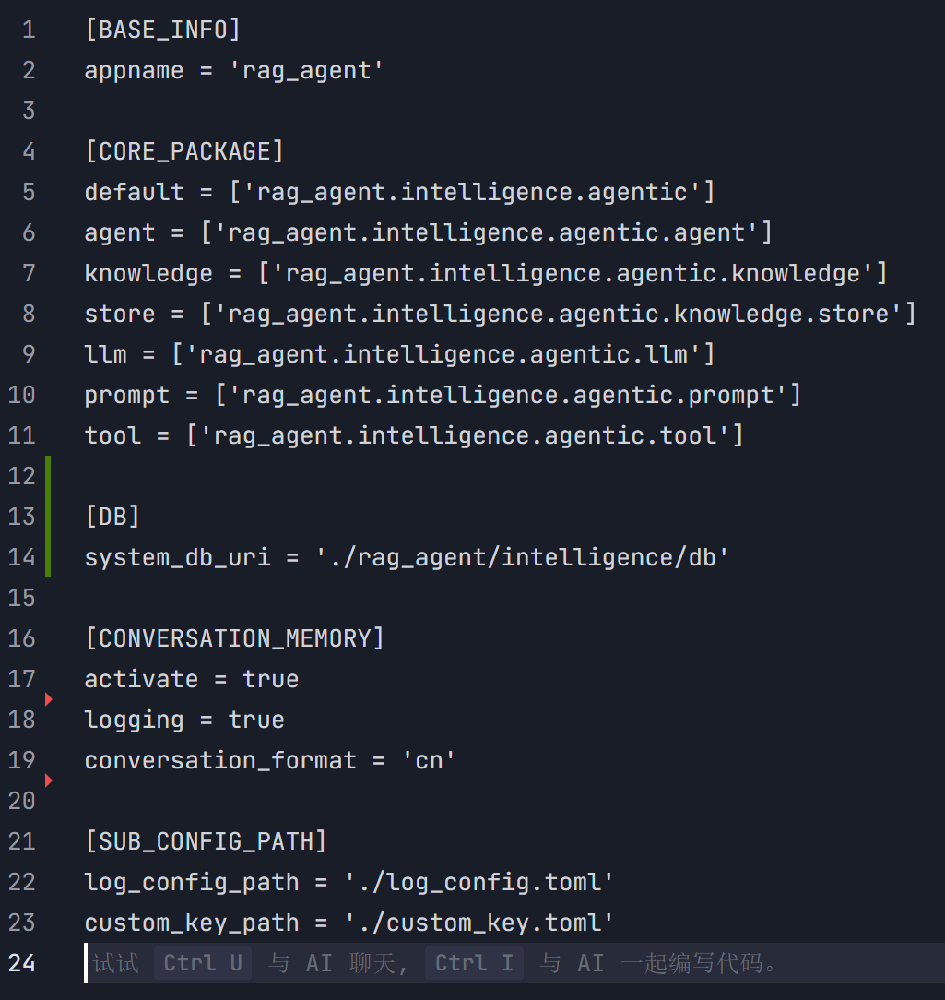 1 [BASE_INFO]
2 appname = 'rag_agent'
3
4 [CORE_PACKAGE]
5 default = ['rag_agent.intelligence.agentic']
6 agent = ['rag_agent.intelligence.agentic.agent']
7 knowledge = ['rag_agent.intelligence.agentic.knowledge']
8 store = ['rag_agent.intelligence.agentic.knowledge.store']
9 llm = ['rag_agent.intelligence.agentic.llm']
10 prompt = ['rag_agent.intelligence.agentic.prompt']
11 tool = ['rag_agent.intelligence.agentic.tool']
12
13 [DB]
14 system_db_uri = './rag_agent/intelligence/db'
15
16 [CONVERSATION_MEMORY]
17 activate = true
18 logging = true
19 conversation_format = 'cn'
20
21 [SUB_CONFIG_PATH]
22 log_config_path = './log_config.toml'
23 custom_key_path = './custom_key.toml'
24 试试 Ctrl U 与 AI 聊天, Ctrl I 与 AI 一起编写代码。